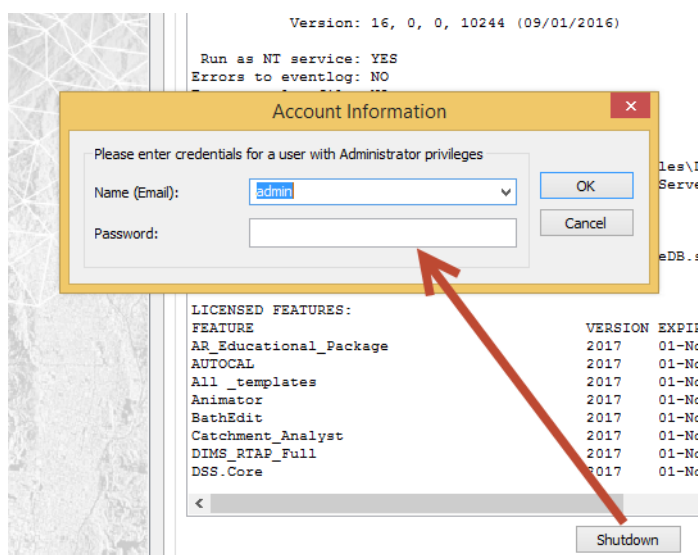 Version: 16, 0, 0, 10244 (09/01/2016)
Run as NT service: YES
Errors to eventlog: NO
Account Information
Please enter credentials for a user with Administrator privileges
Name (Email): admin
OK
Password:
Cancel
LICENSED FEATURES:
FEATURE VERSION
AR_Educational_Package 2017
AUTOCAL 2017
All _templates 2017
Animator 2017
BathEdit 2017
Catchment_Analyst 2017
DIMS_RTAP_Full 2017
DSS.Core 2017
Shutdown